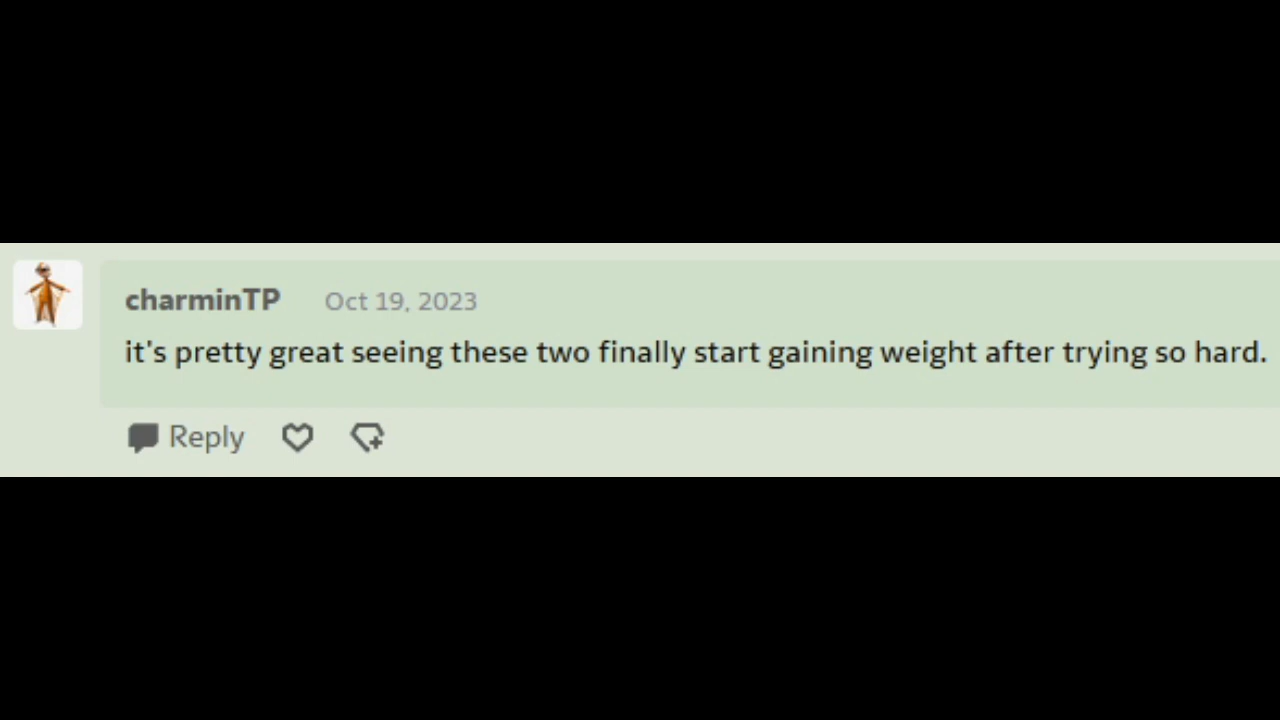 charminTP Oct 19, 2023
it's pretty great seeing these two finally start gaining weight after trying so hard.
Reply